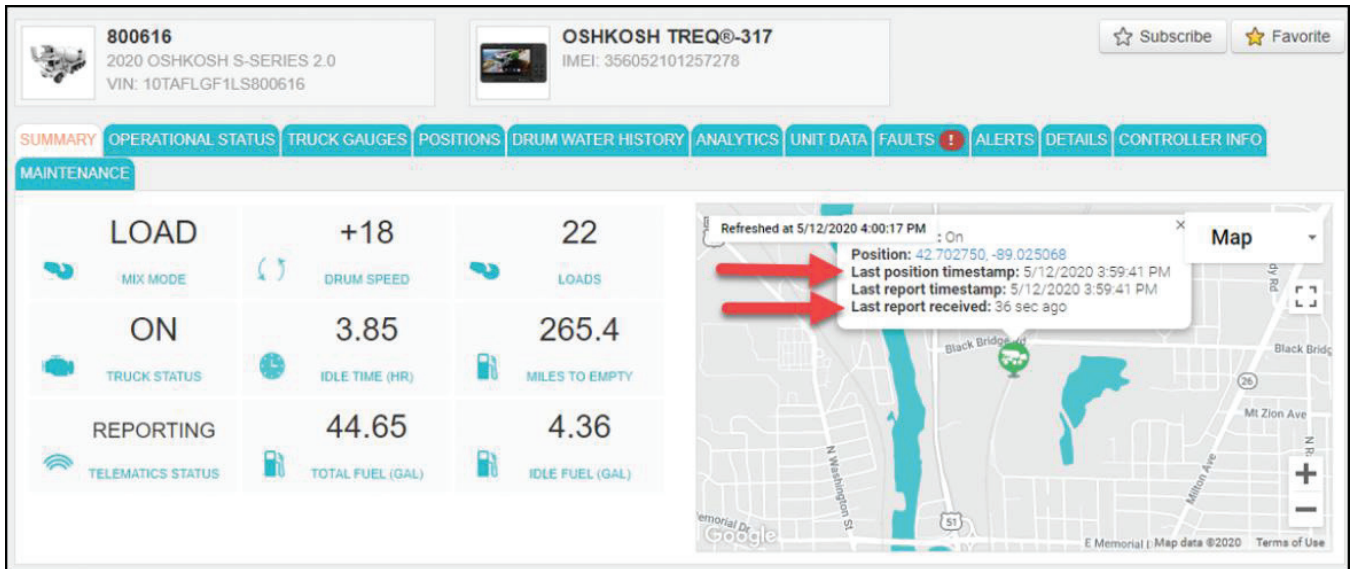 800616
2020 OSHKOSH S-SERIES 2.0
VIN: 10TAFLGF1LS800616
OSHKOSH TREQ®-317
IMEI: 356052101257278
Subscribe
Favorite
SUMMARY OPERATIONAL STATUS TRUCK GAUGES POSITIONS DRUM WATER HISTORY ANALYTICS UNIT DATA FAULTS ! ALERTS DETAILS CONTROLLER INFO
MAINTENANCE
LOAD
MIX MODE
+18
DRUM SPEED
22
LOADS
ON
TRUCK STATUS
3.85
IDLE TIME (HR)
265.4
MILES TO EMPTY
REPORTING
TELEMATICS STATUS
44.65
TOTAL FUEL (GAL)
4.36
IDLE FUEL (GAL)
Refreshed at 5/12/2020 4:00:17 PM
: On
×
Position: 42.702750, -89.025068
Last position timestamp: 5/12/2020 3:59:41 PM
Last report timestamp: 5/12/2020 3:59:41 PM
Last report received: 36 sec ago
Map
dy Rd
Black Bridge Rd
Black Bridg
26
Mt Zion Ave
N R
N Washington St
Milton Ave
51
emorial Dr
E Memorial D
Google
Map data ©2020
Terms of Use